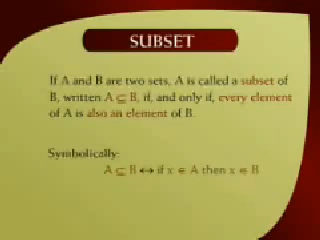 SUBSET
If A and B are two sets, A is called a subset of
B, written A ⊆ B, if, and only if, every element
of A is also an element of B.
Symbolically:
A ⊆ B ↔ if x ∈ A then x ∈ B